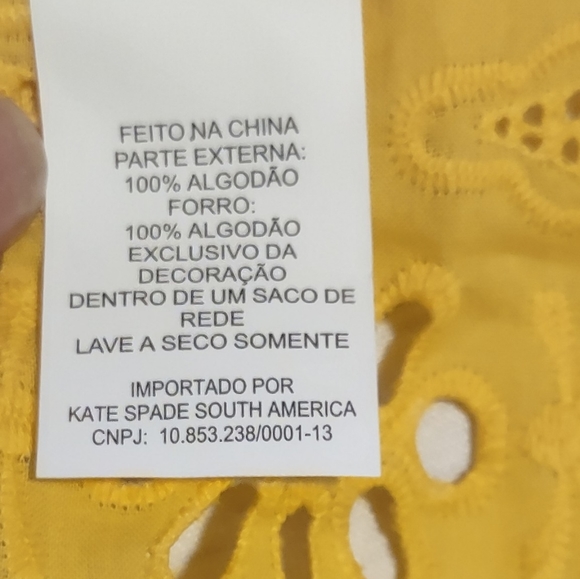 FEITO NA CHINA
PARTE EXTERNA:
100% ALGODÃO
FORRO:
100% ALGODÃO
EXCLUSIVO DA
DECORAÇÃO
DENTRO DE UM SACO DE
REDE
LAVE A SECO SOMENTE
IMPORTADO POR
KATE SPADE SOUTH AMERICA
CNPJ: 10.853.238/0001-13